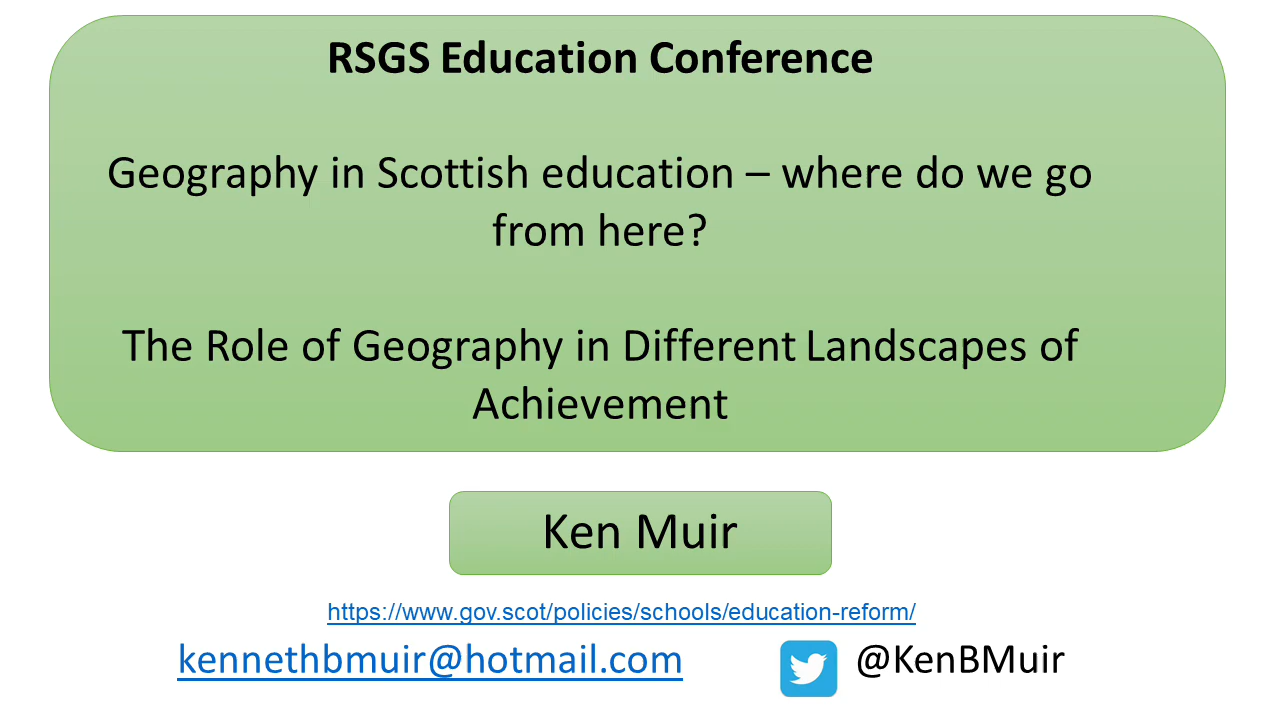 RSGS Education Conference
Geography in Scottish education – where do we go
from here?
The Role of Geography in Different Landscapes of
Achievement
Ken Muir
https://www.gov.scot/policies/schools/education-reform/
kennethbmuir@hotmail.com
@KenBMuir